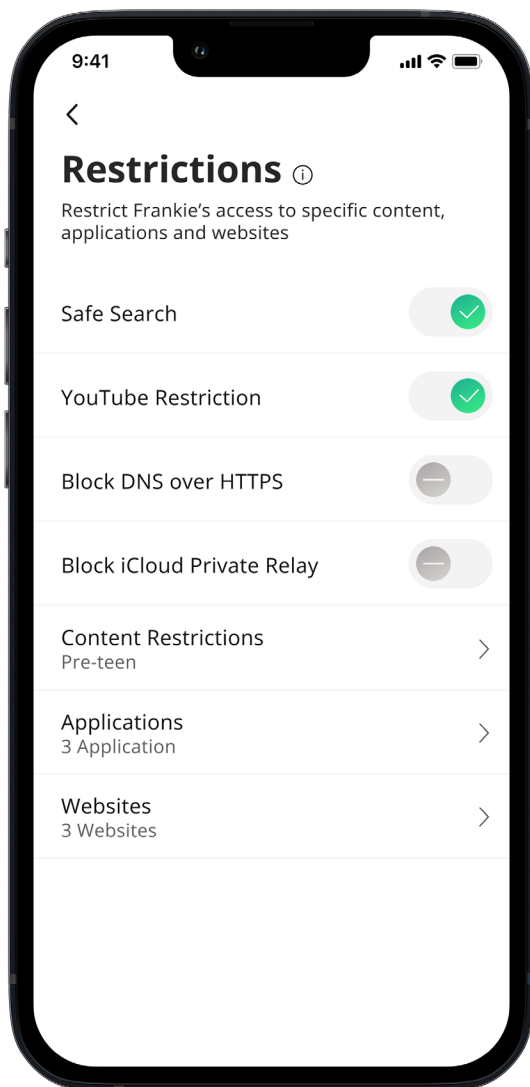 9:41
Restrictions
Restrict Frankie’s access to specific content,
applications and websites
Safe Search
YouTube Restriction
Block DNS over HTTPS
Block iCloud Private Relay
Content Restrictions
Pre-teen
Applications
3 Application
Websites
3 Websites